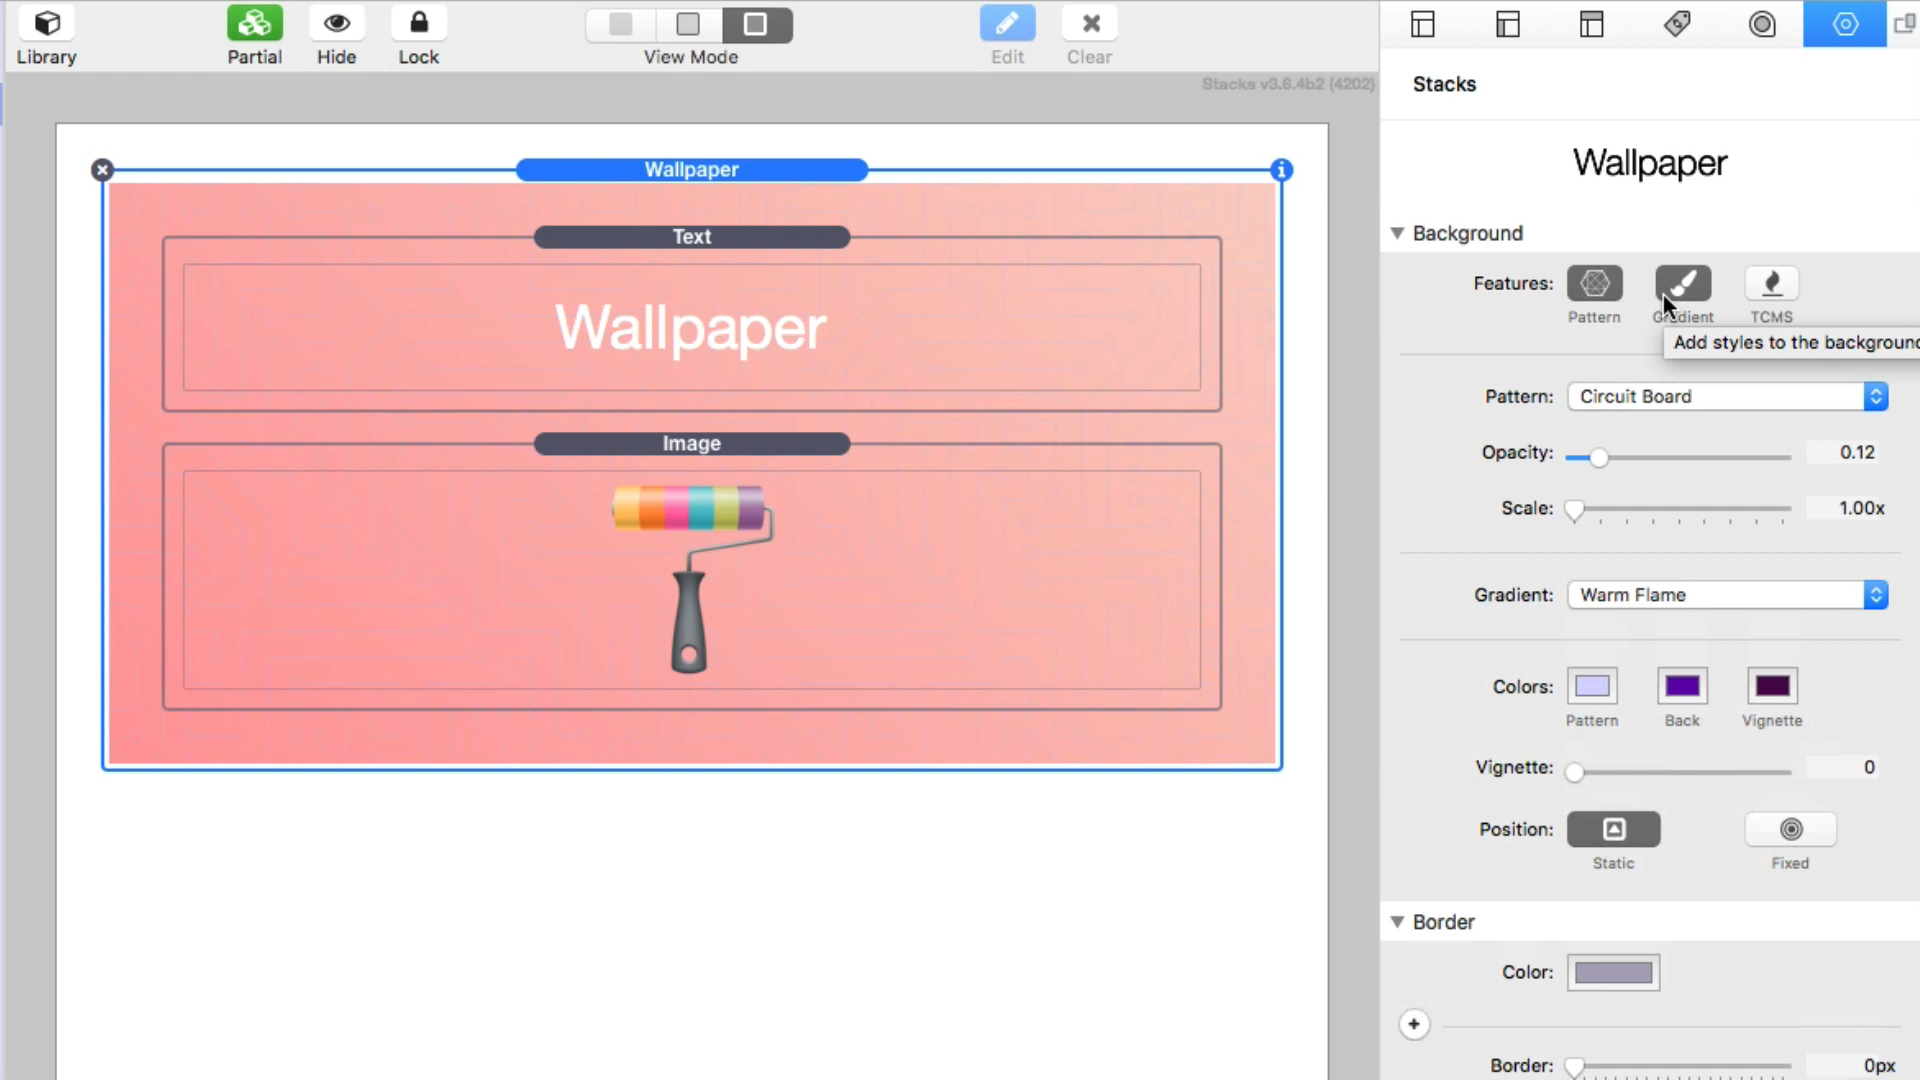 Library
Partial
Hide
Lock
View Mode
Edit
Clear
Stacks v3.6.4b2 (4202)
Wallpaper
Text
Wallpaper
Image
Stacks
Wallpaper
Background
Features:
Pattern
Gradient
TCMS
Add styles to the background
Pattern: Circuit Board
Opacity: 0.12
Scale: 1.00x
Gradient: Warm Flame
Colors:
Pattern
Back
Vignette
Vignette: 0
Position:
Static
Fixed
Border
Color:
Border: 0px